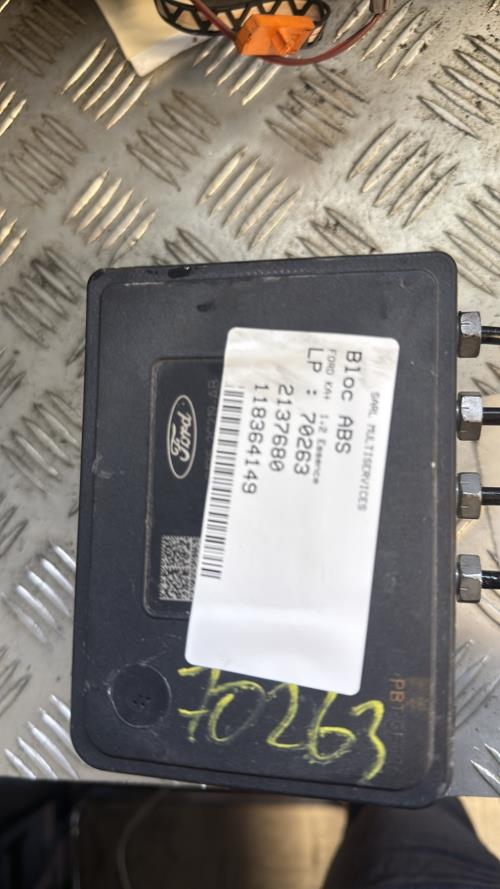 SARL MULTISERVICES
Bloc ABS
FORD KA+ 1.2 Essence
LP : 70263
2137680
118364149
Ford
70263